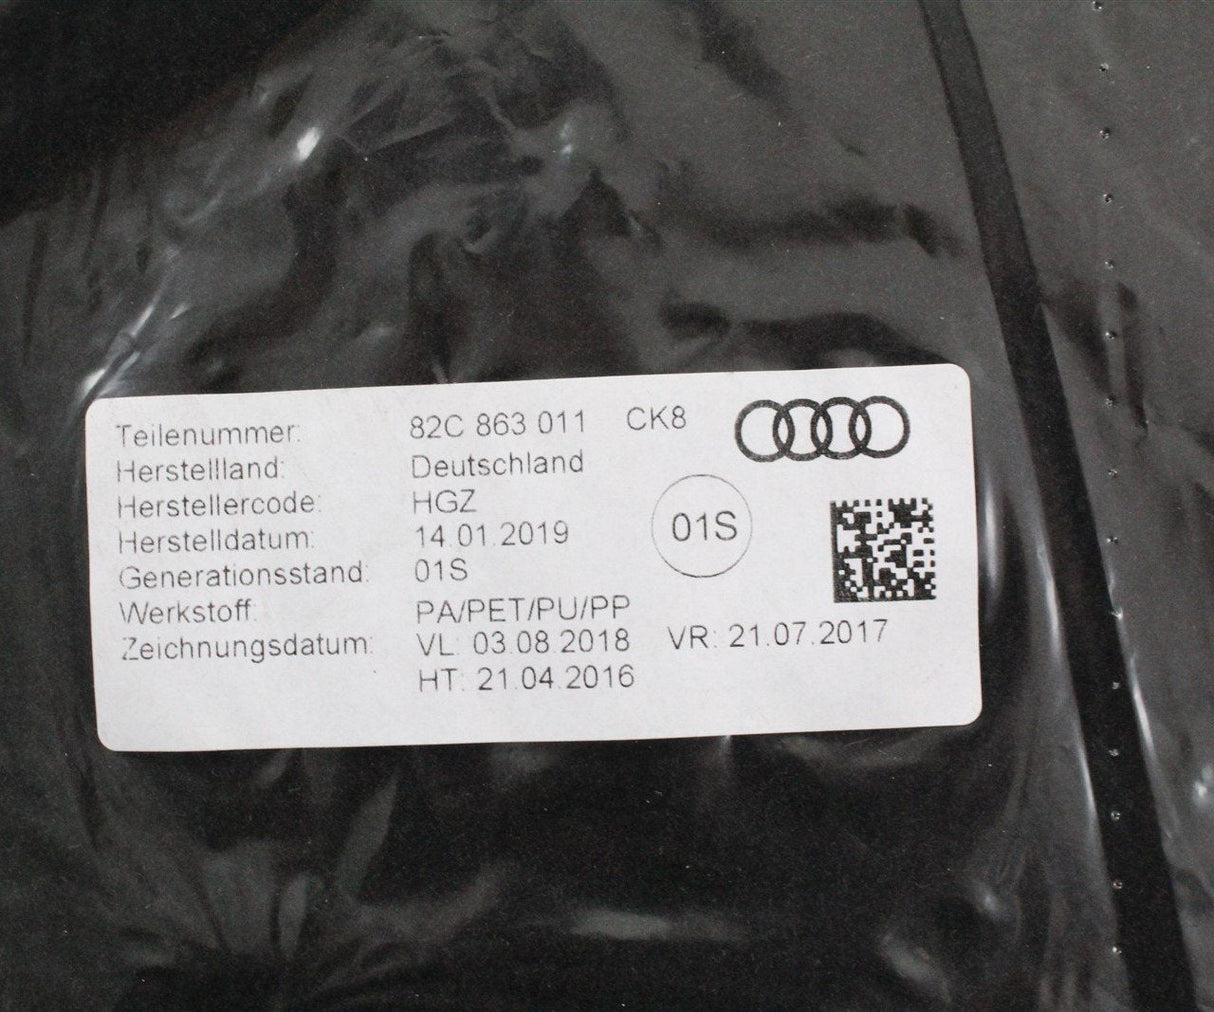 Teilenummer: 82C 863 011 CK8
Herstellland: Deutschland
Herstellercode: HGZ
Herstelldatum: 14.01.2019
01S
Generationsstand: 01S
Werkstoff: PA/PET/PU/PP
Zeichnungsdatum: VL: 03.08.2018 VR: 21.07.2017
HT: 21.04.2016